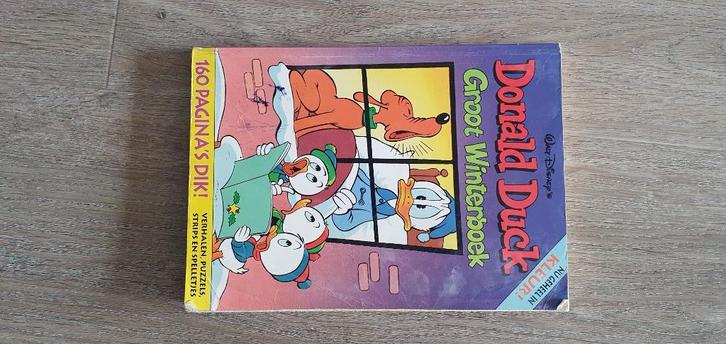 WALT DISNEY'S
Donald Duck
Groot Winterboek
NU GEHEEL IN
KLEUR!
160 PAGINA'S DIK!
VERHALEN, PUZZELS,
STRIPS EN SPELLETJES